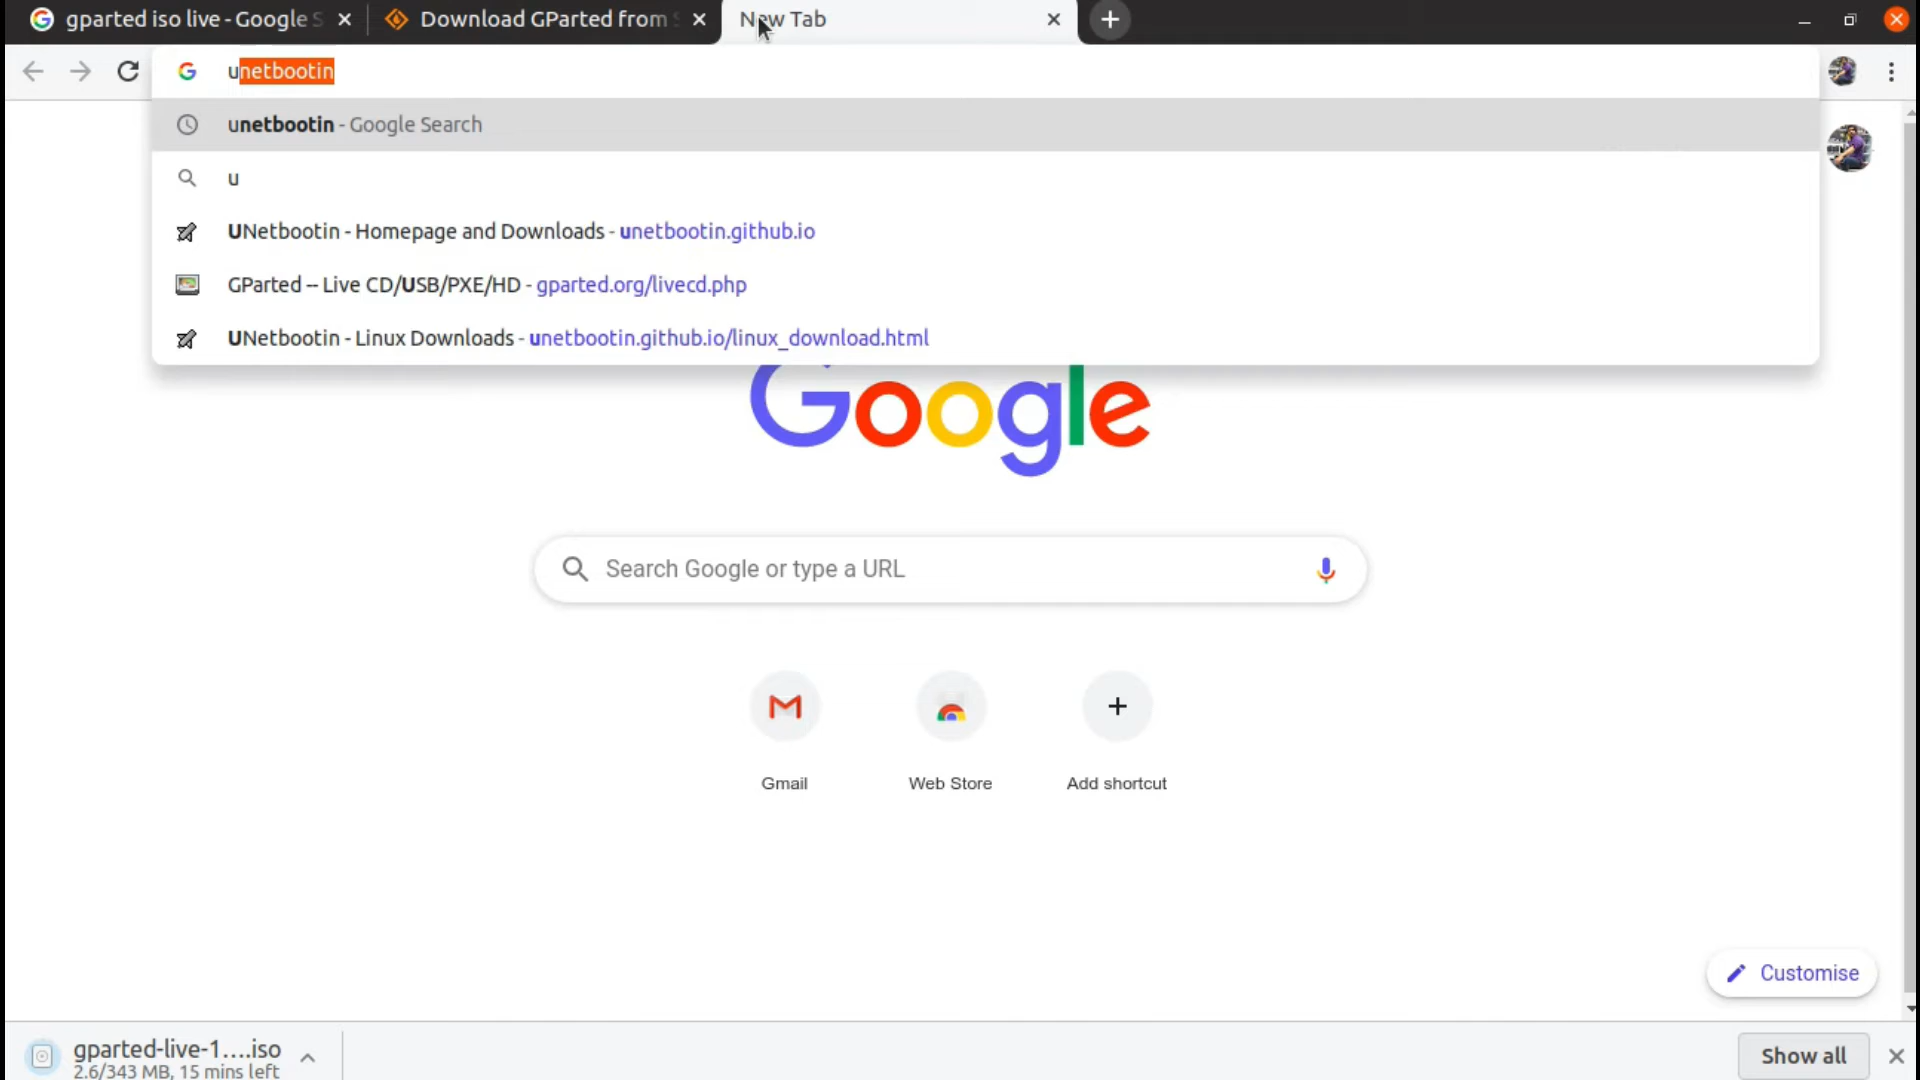 gparted iso live - Google S
Download GParted from S
New Tab
unetbootin
unetbootin - Google Search
u
UNetbootin - Homepage and Downloads - unetbootin.github.io
GParted -- Live CD/USB/PXE/HD - gparted.org/livecd.php
UNetbootin - Linux Downloads - unetbootin.github.io/linux_download.html
Google
Search Google or type a URL
Gmail
Web Store
Add shortcut
Customise
gparted-live-1....iso
2.6/343 MB, 15 mins left
Show all